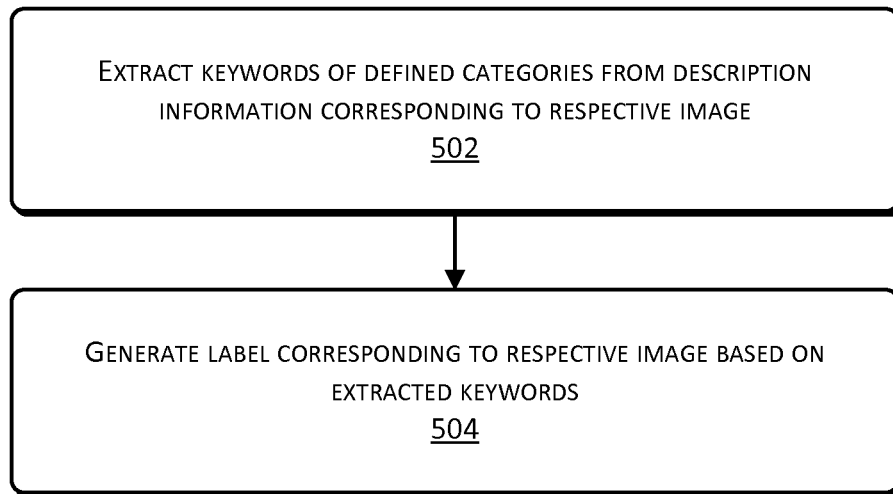 EXTRACT KEYWORDS OF DEFINED CATEGORIES FROM DESCRIPTION
INFORMATION CORRESPONDING TO RESPECTIVE IMAGE
502
GENERATE LABEL CORRESPONDING TO RESPECTIVE IMAGE BASED ON
EXTRACTED KEYWORDS
504